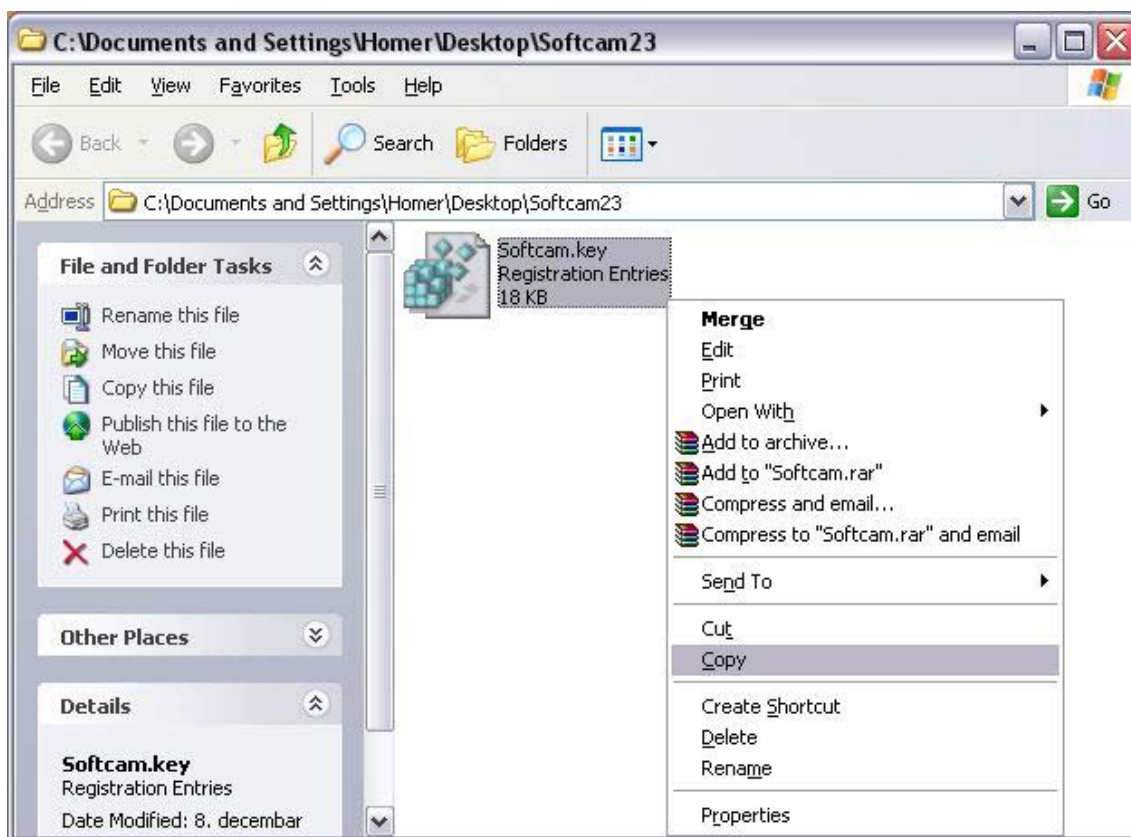 C:\Documents and Settings\Homer\Desktop\Softcam23
File Edit View Favorites Tools Help
Back Search Folders
Address C:\Documents and Settings\Homer\Desktop\Softcam23 Go
File and Folder Tasks
Rename this file
Move this file
Copy this file
Publish this file to the
Web
E-mail this file
Print this file
Delete this file
Other Places
Details
Softcam.key
Registration Entries
Date Modified: 8. decembar
Softcam.key
Registration Entries
18 KB
Merge
Edit
Print
Open With
Add to archive...
Add to "Softcam.rar"
Compress and email...
Compress to "Softcam.rar" and email
Send To
Cut
Copy
Create Shortcut
Delete
Rename
Properties